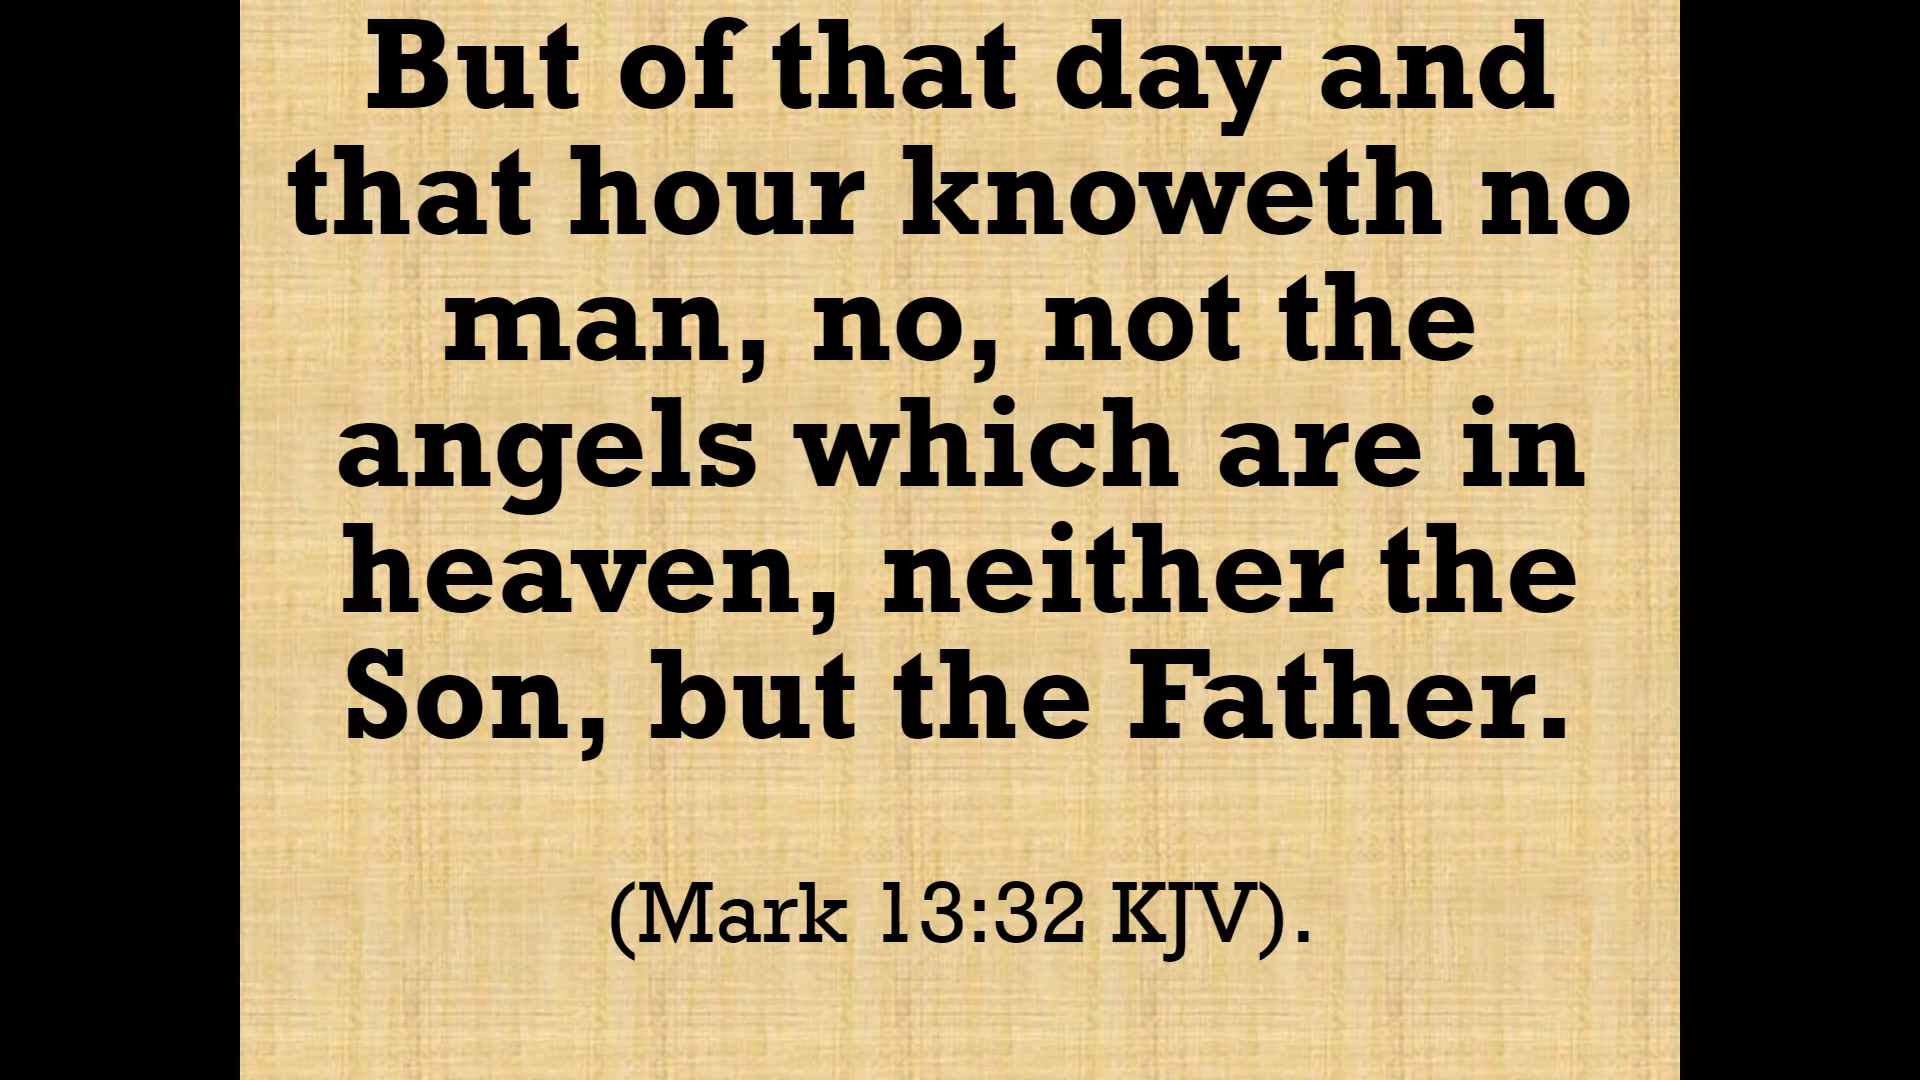 But of that day and
that hour knoweth no
man, no, not the
angels which are in
heaven, neither the
Son, but the Father.
(Mark 13:32 KJV).